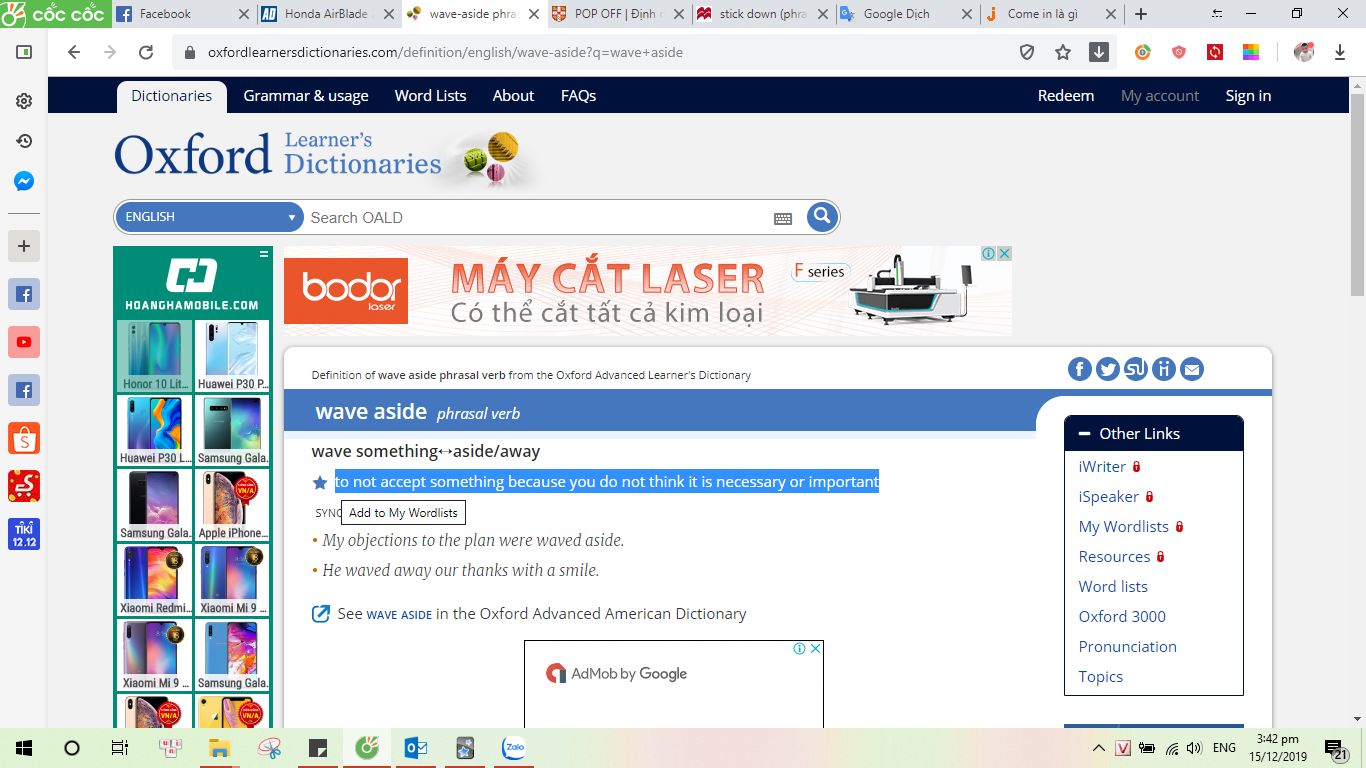 cốc cốc
Facebook
Honda AirBlade
wave-aside phras
POP OFF | Định n
stick down (phra
Google Dịch
Come in là gì
oxfordlearnersdictionaries.com/definition/english/wave-aside?q=wave+aside
Dictionaries Grammar & usage Word Lists About FAQs Redeem My account Sign in
Oxford Learner's Dictionaries
ENGLISH
Search OALD
HOANGHAMOBILE.COM
Honor 10 Lit...
Huawei P30 P...
Huawei P30 L...
Samsung Gala...
Samsung Gala...
Apple iPhone...
Xiaomi Redmi...
Xiaomi Mi 9 ...
Xiaomi Mi 9 ...
Samsung Gala...
bodor
laser
MÁY CẮT LASER
Có thể cắt tất cả kim loại
F series
Definition of wave aside phrasal verb from the Oxford Advanced Learner's Dictionary
wave aside phrasal verb
wave something↔aside/away
to not accept something because you do not think it is necessary or important
Add to My Wordlists
• My objections to the plan were waved aside.
• He waved away our thanks with a smile.
See WAVE ASIDE in the Oxford Advanced American Dictionary
AdMob by Google
Other Links
iWriter
iSpeaker
My Wordlists
Resources
Word lists
Oxford 3000
Pronunciation
Topics
TIKI
12.12
Zalo
ENG
3:42 pm
15/12/2019
21